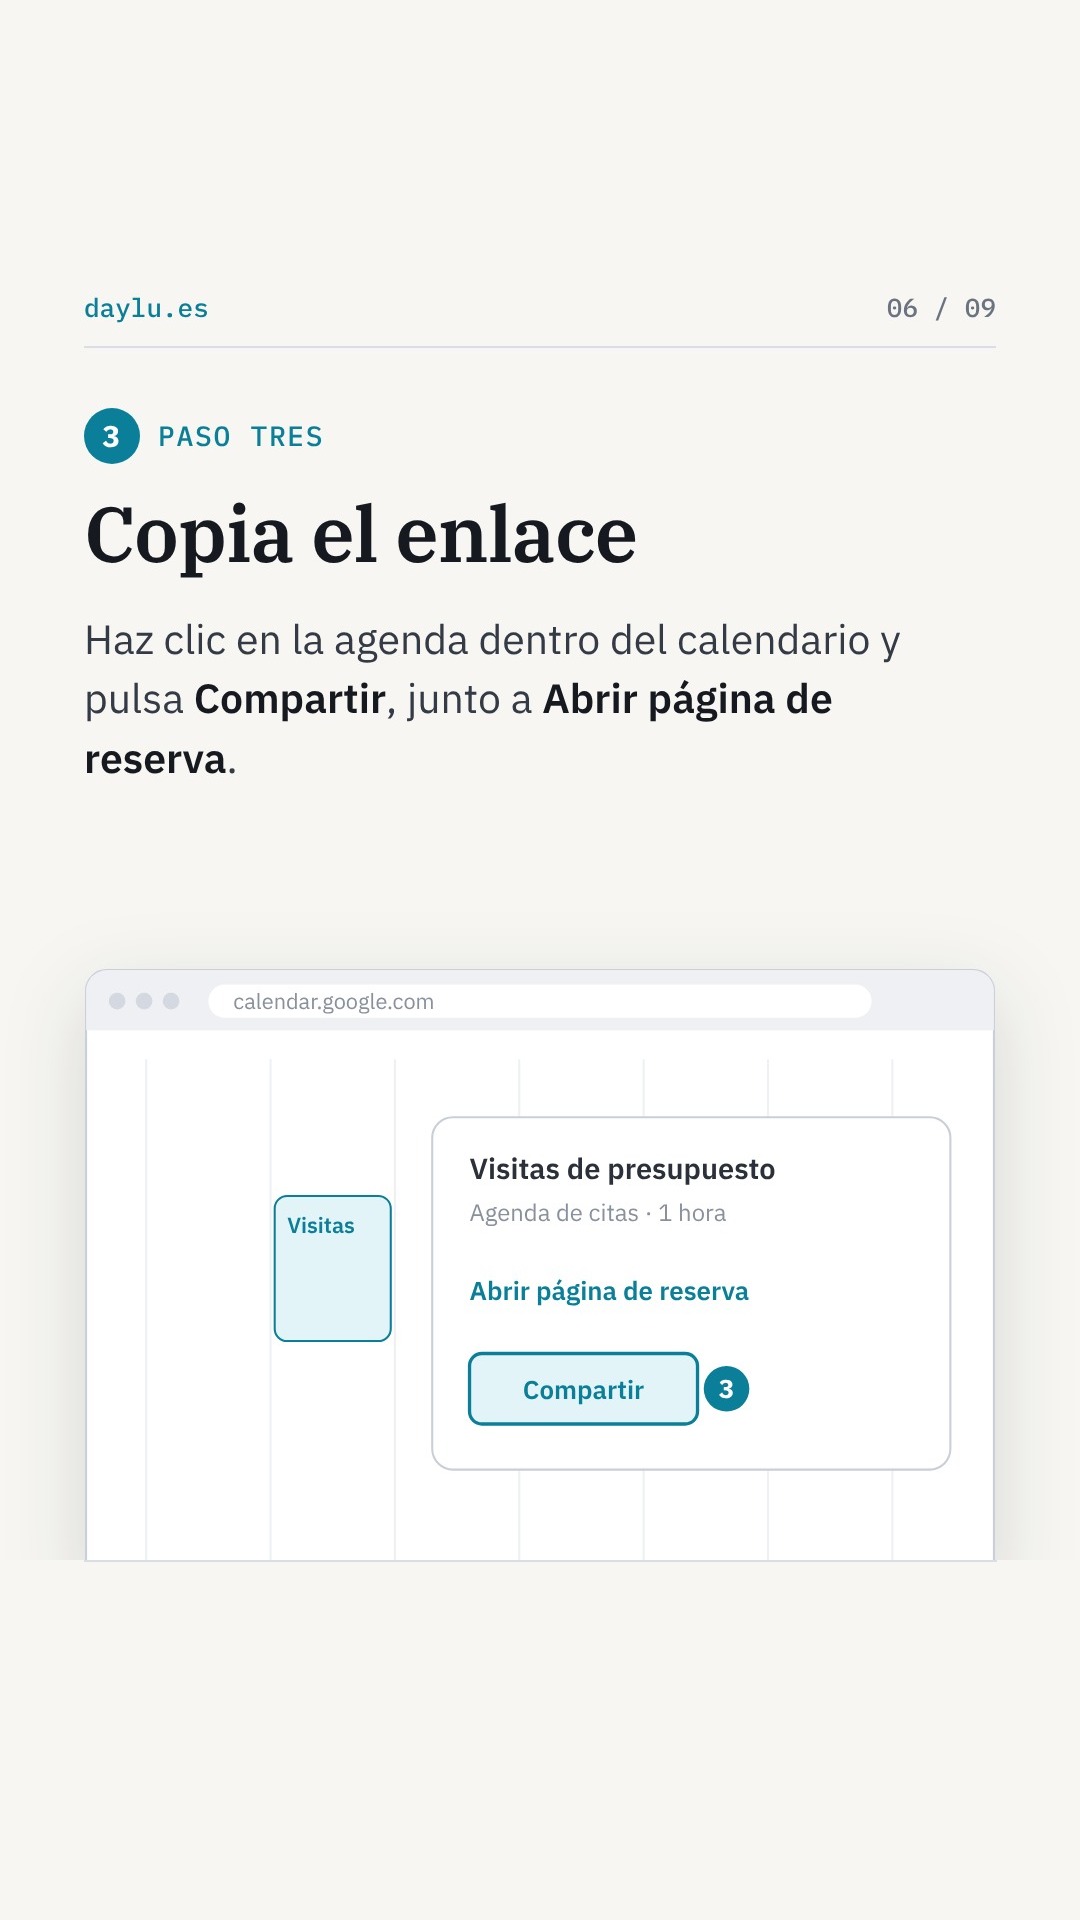 daylu.es
06 / 09
3 PASO TRES
Copia el enlace
Haz clic en la agenda dentro del calendario y
pulsa Compartir, junto a Abrir página de
reserva.
calendar.google.com
Visitas
Visitas de presupuesto
Agenda de citas · 1 hora
Abrir página de reserva
Compartir 3